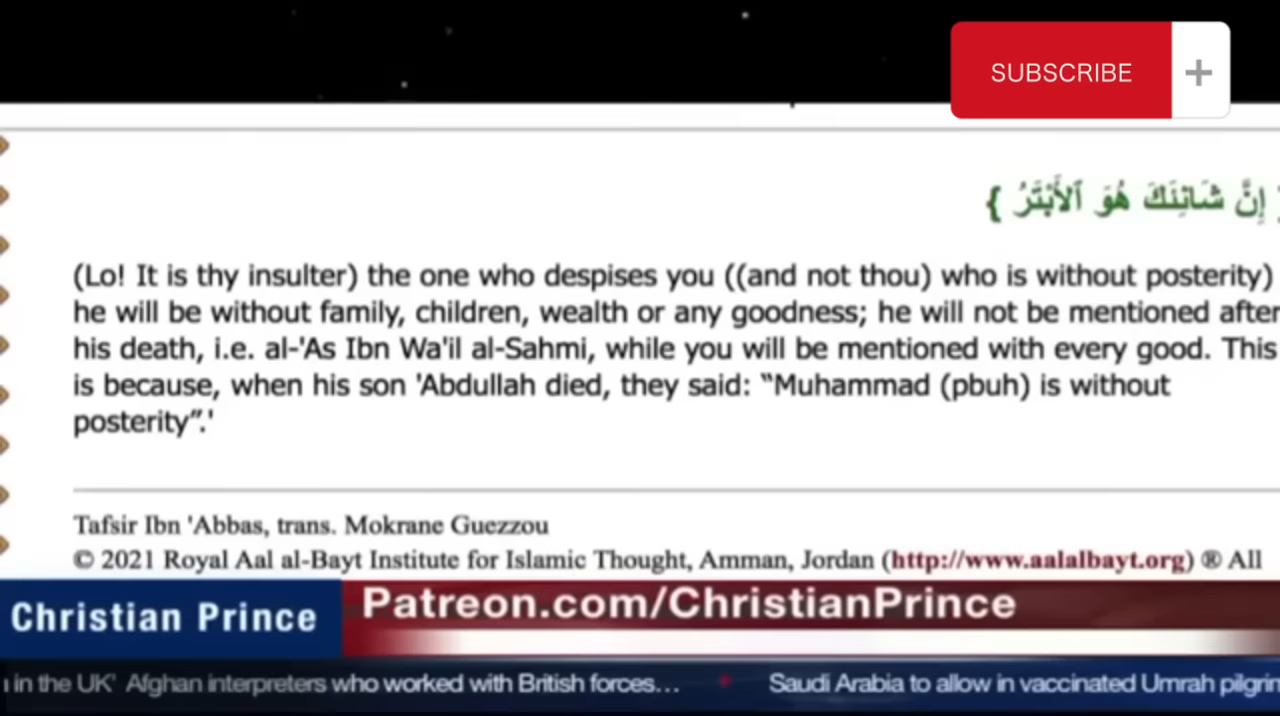 SUBSCRIBE +
إِنَّ شَانِئَكَ هُوَ ٱلأَبْتَرُ }
(Lo! It is thy insulter) the one who despises you ((and not thou) who is without posterity)
he will be without family, children, wealth or any goodness; he will not be mentioned after
his death, i.e. al-'As Ibn Wa'il al-Sahmi, while you will be mentioned with every good. This
is because, when his son 'Abdullah died, they said: “Muhammad (pbuh) is without
posterity”.'
Tafsir Ibn 'Abbas, trans. Mokrane Guezzou
© 2021 Royal Aal al-Bayt Institute for Islamic Thought, Amman, Jordan (http://www.aalalbayt.org) ® All
Christian Prince
Patreon.com/ChristianPrince
in the UK' Afghan interpreters who worked with British forces... Saudi Arabia to allow in vaccinated Umrah